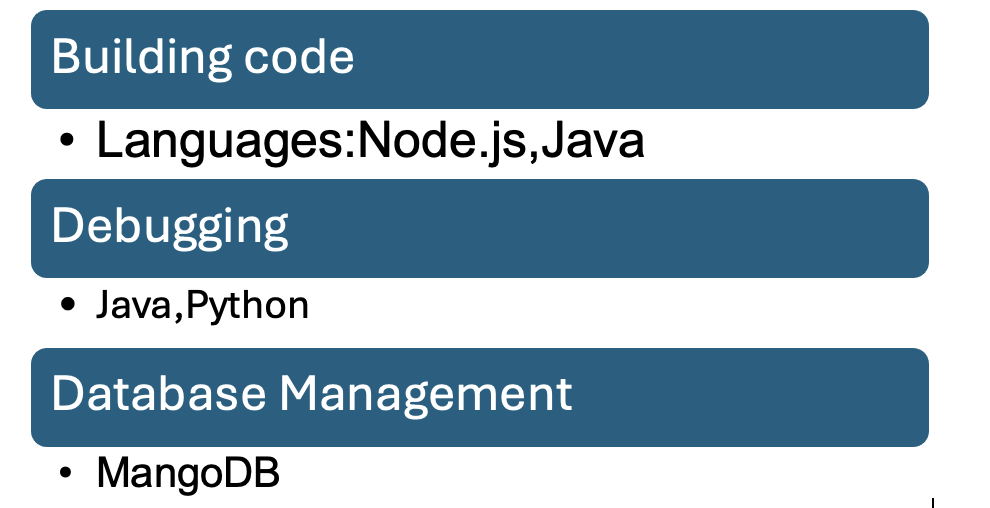 Building code
• Languages:Node.js,Java
Debugging
• Java,Python
Database Management
• MangoDB